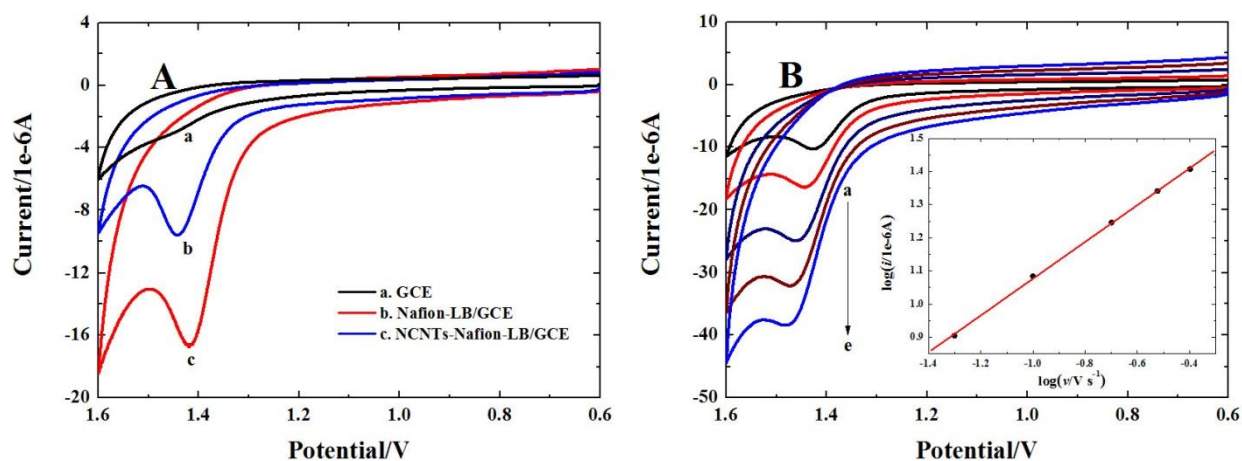 A
4
0
-4
-8
-12
-16
-20
Current/1e-6A
1.6
1.4
1.2
1.0
0.8
0.6
Potential/V
a
b
c
a. GCE
b. Nafion-LB/GCE
c. NCNTs-Nafion-LB/GCE
B
10
0
-10
-20
-30
-40
-50
Current/1e-6A
1.6
1.4
1.2
1.0
0.8
0.6
Potential/V
a
e
1.5
1.4
1.3
1.2
1.1
1.0
0.9
log(i/1e-6A)
-1.4
-1.2
-1.0
-0.8
-0.6
-0.4
log(v/V s⁻¹)